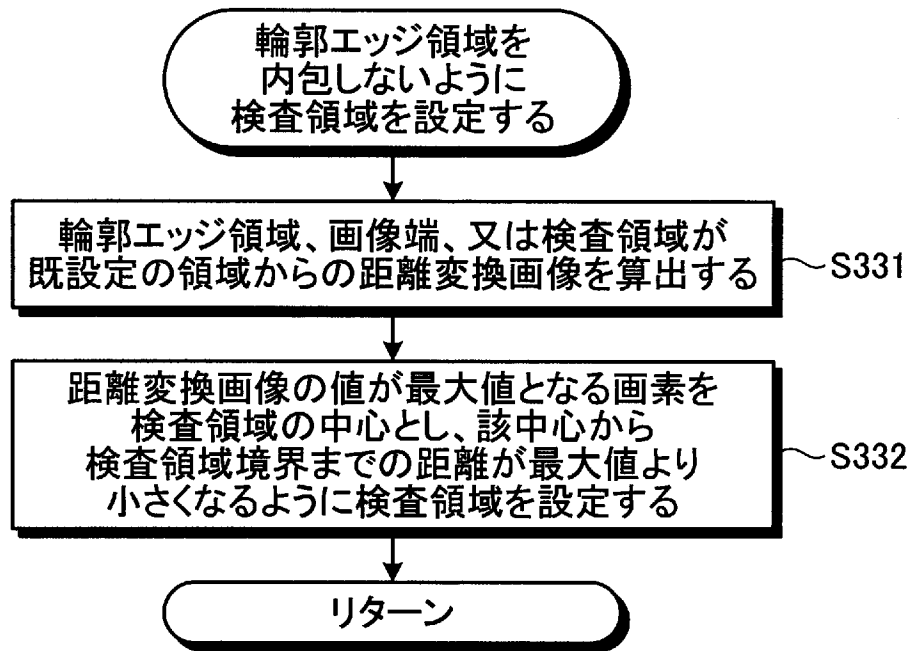 輪郭エッジ領域を
内包しないように
検査領域を設定する
輪郭エッジ領域、画像端、又は検査領域が
既設定の領域からの距離変換画像を算出する
S331
距離変換画像の値が最大値となる画素を
検査領域の中心とし、該中心から
検査領域境界までの距離が最大値より
小さくなるように検査領域を設定する
S332
リターン